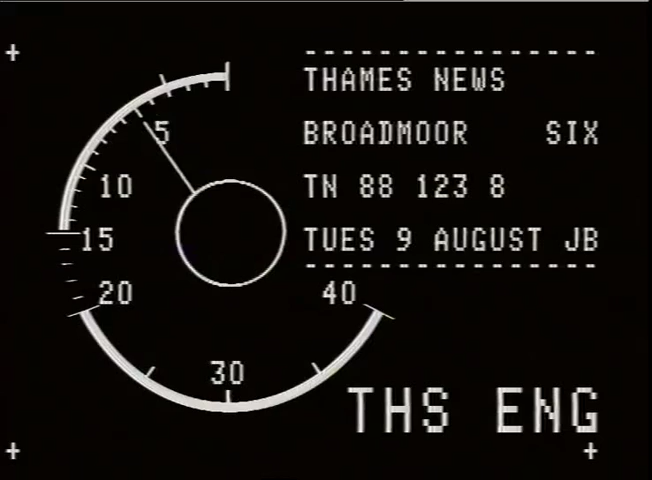 THAMES NEWS
5
BROADMOOR SIX
10
TN 88 123 8
15
TUES 9 AUGUST JB
20
40
30
THS ENG